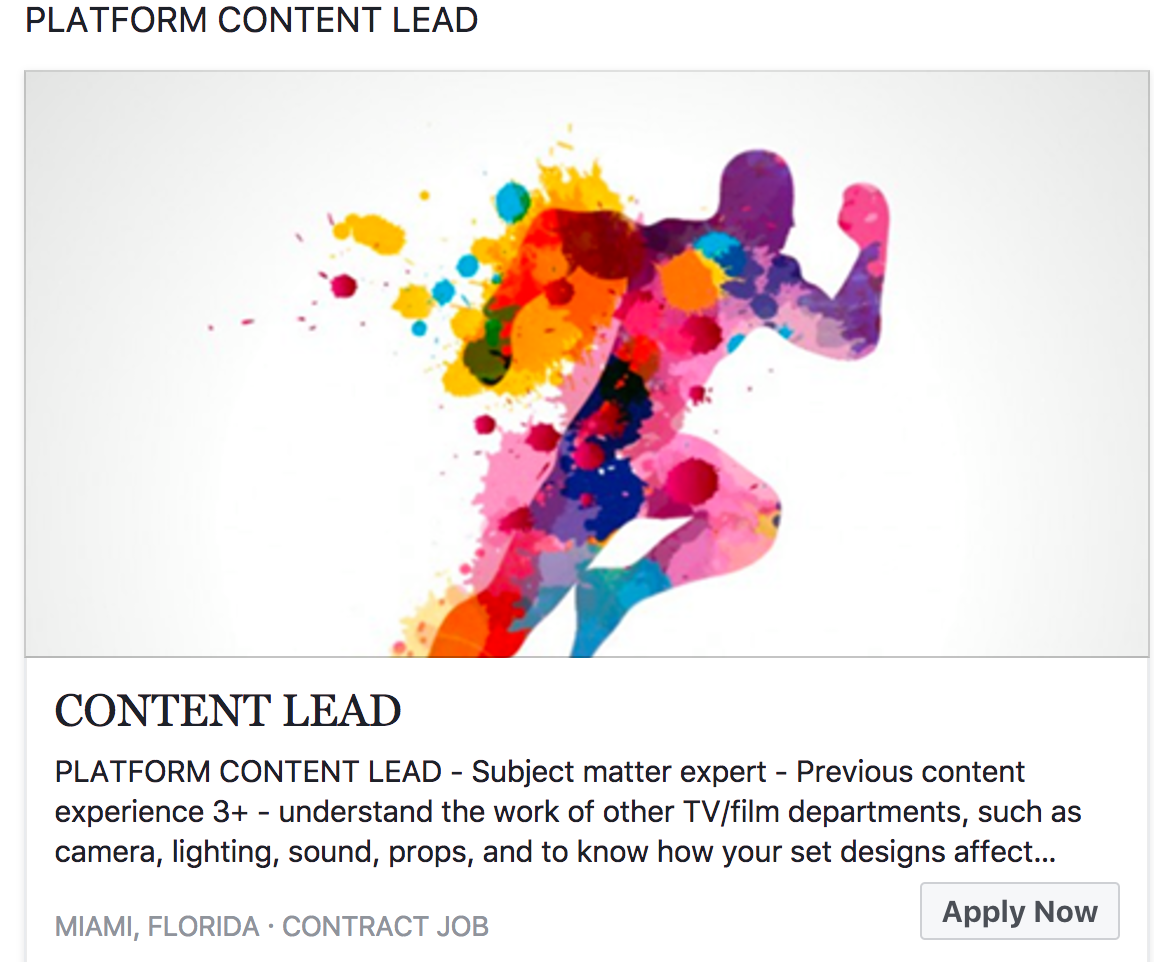 PLATFORM CONTENT LEAD
CONTENT LEAD
PLATFORM CONTENT LEAD - Subject matter expert - Previous content
experience 3+ - understand the work of other TV/film departments, such as
camera, lighting, sound, props, and to know how your set designs affect...
MIAMI, FLORIDA · CONTRACT JOB
Apply Now